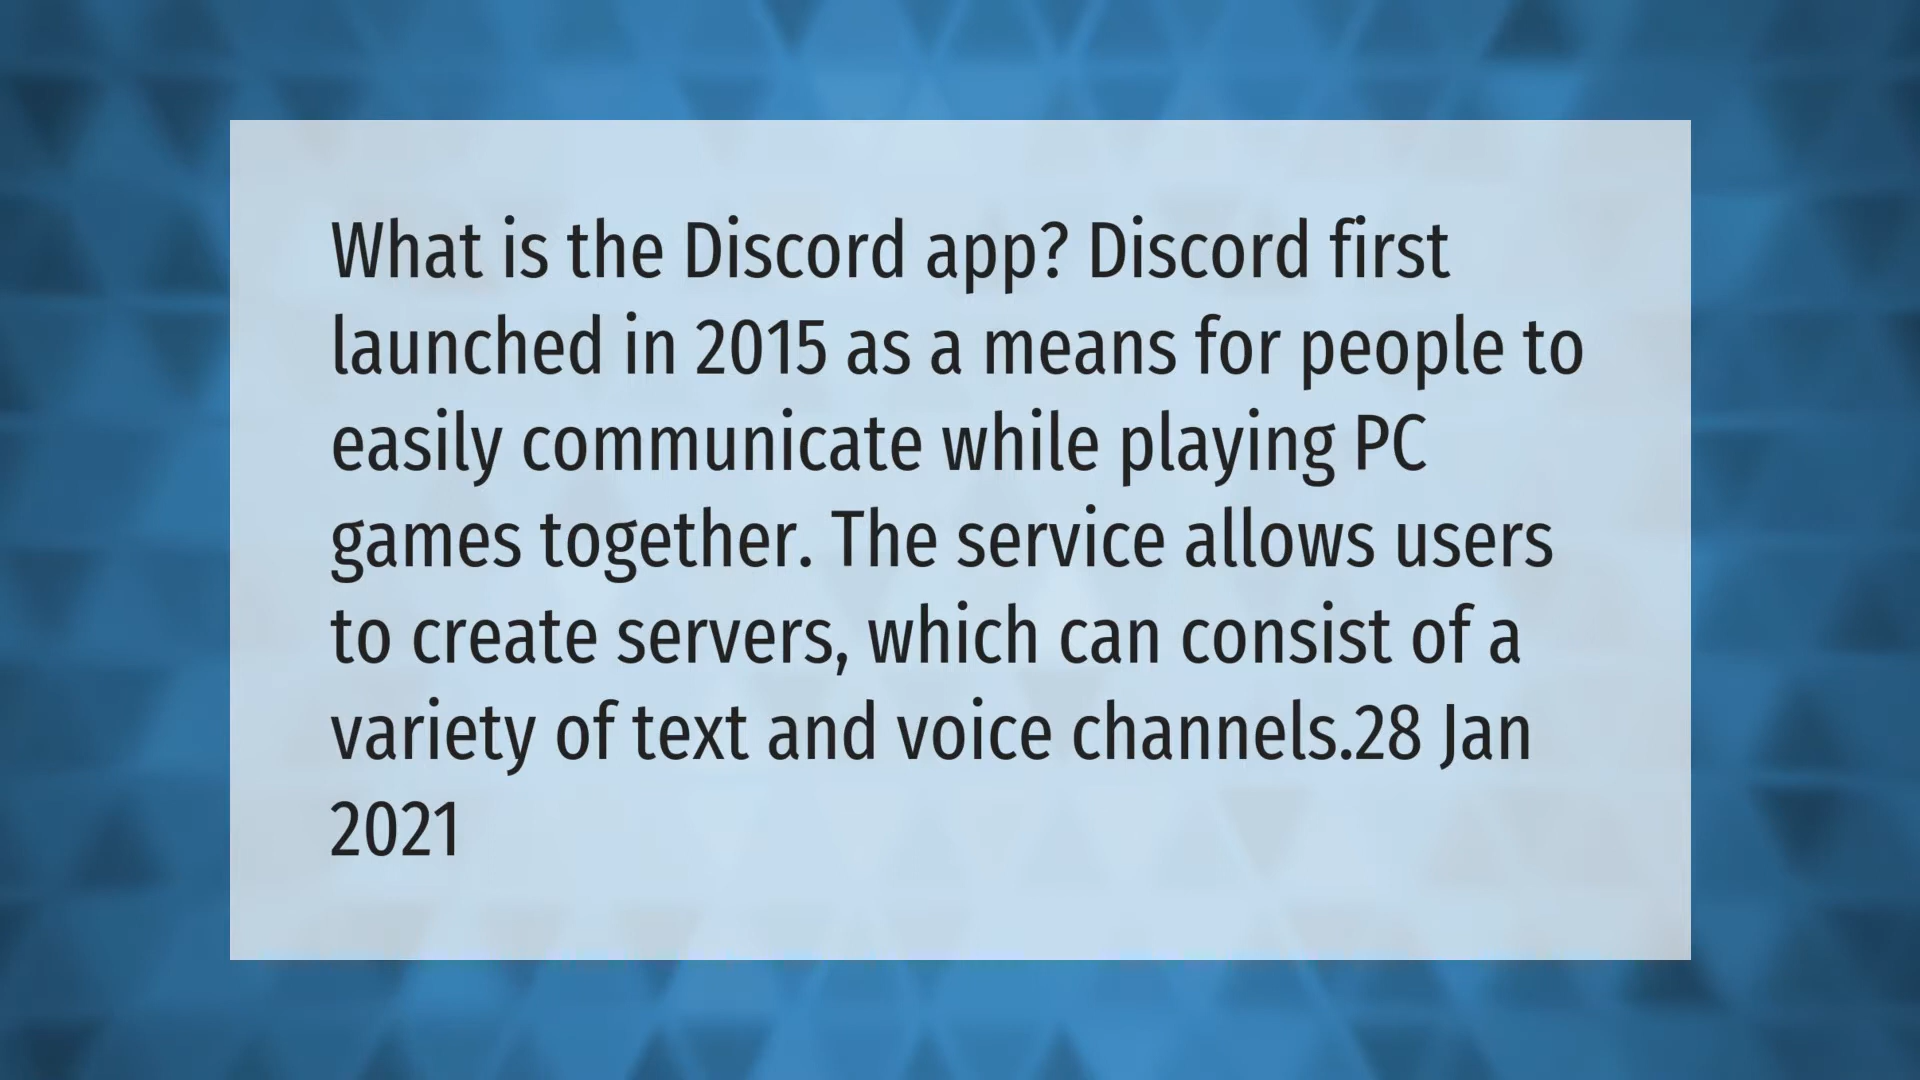 What is the Discord app? Discord first
launched in 2015 as a means for people to
easily communicate while playing PC
games together. The service allows users
to create servers, which can consist of a
variety of text and voice channels.28 Jan
2021